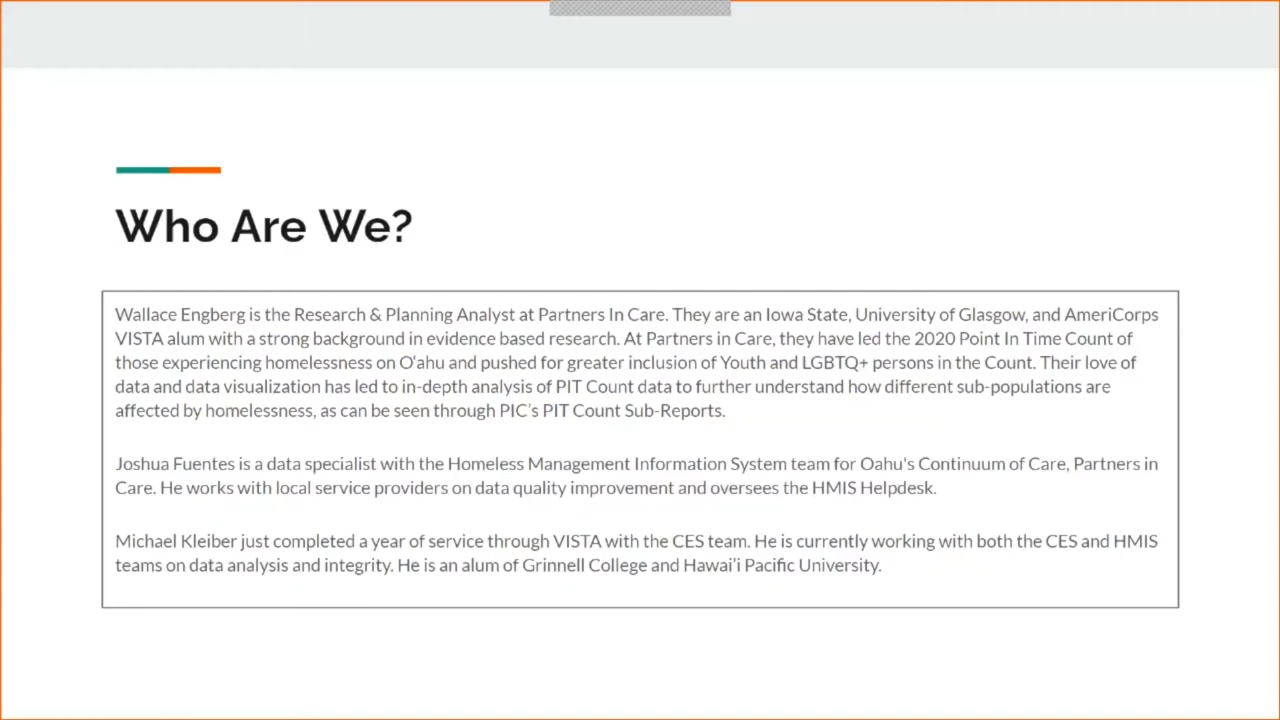 Who Are We?
Wallace Engberg is the Research & Planning Analyst at Partners In Care. They are an Iowa State, University of Glasgow, and AmeriCorps
VISTA alum with a strong background in evidence based research. At Partners in Care, they have led the 2020 Point In Time Count of
those experiencing homelessness on Oʻahu and pushed for greater inclusion of Youth and LGBTQ+ persons in the Count. Their love of
data and data visualization has led to in-depth analysis of PIT Count data to further understand how different sub-populations are
affected by homelessness, as can be seen through PIC's PIT Count Sub-Reports.
Joshua Fuentes is a data specialist with the Homeless Management Information System team for Oahu's Continuum of Care, Partners in
Care. He works with local service providers on data quality improvement and oversees the HMIS Helpdesk.
Michael Kleiber just completed a year of service through VISTA with the CES team. He is currently working with both the CES and HMIS
teams on data analysis and integrity. He is an alum of Grinnell College and Hawai'i Pacific University.